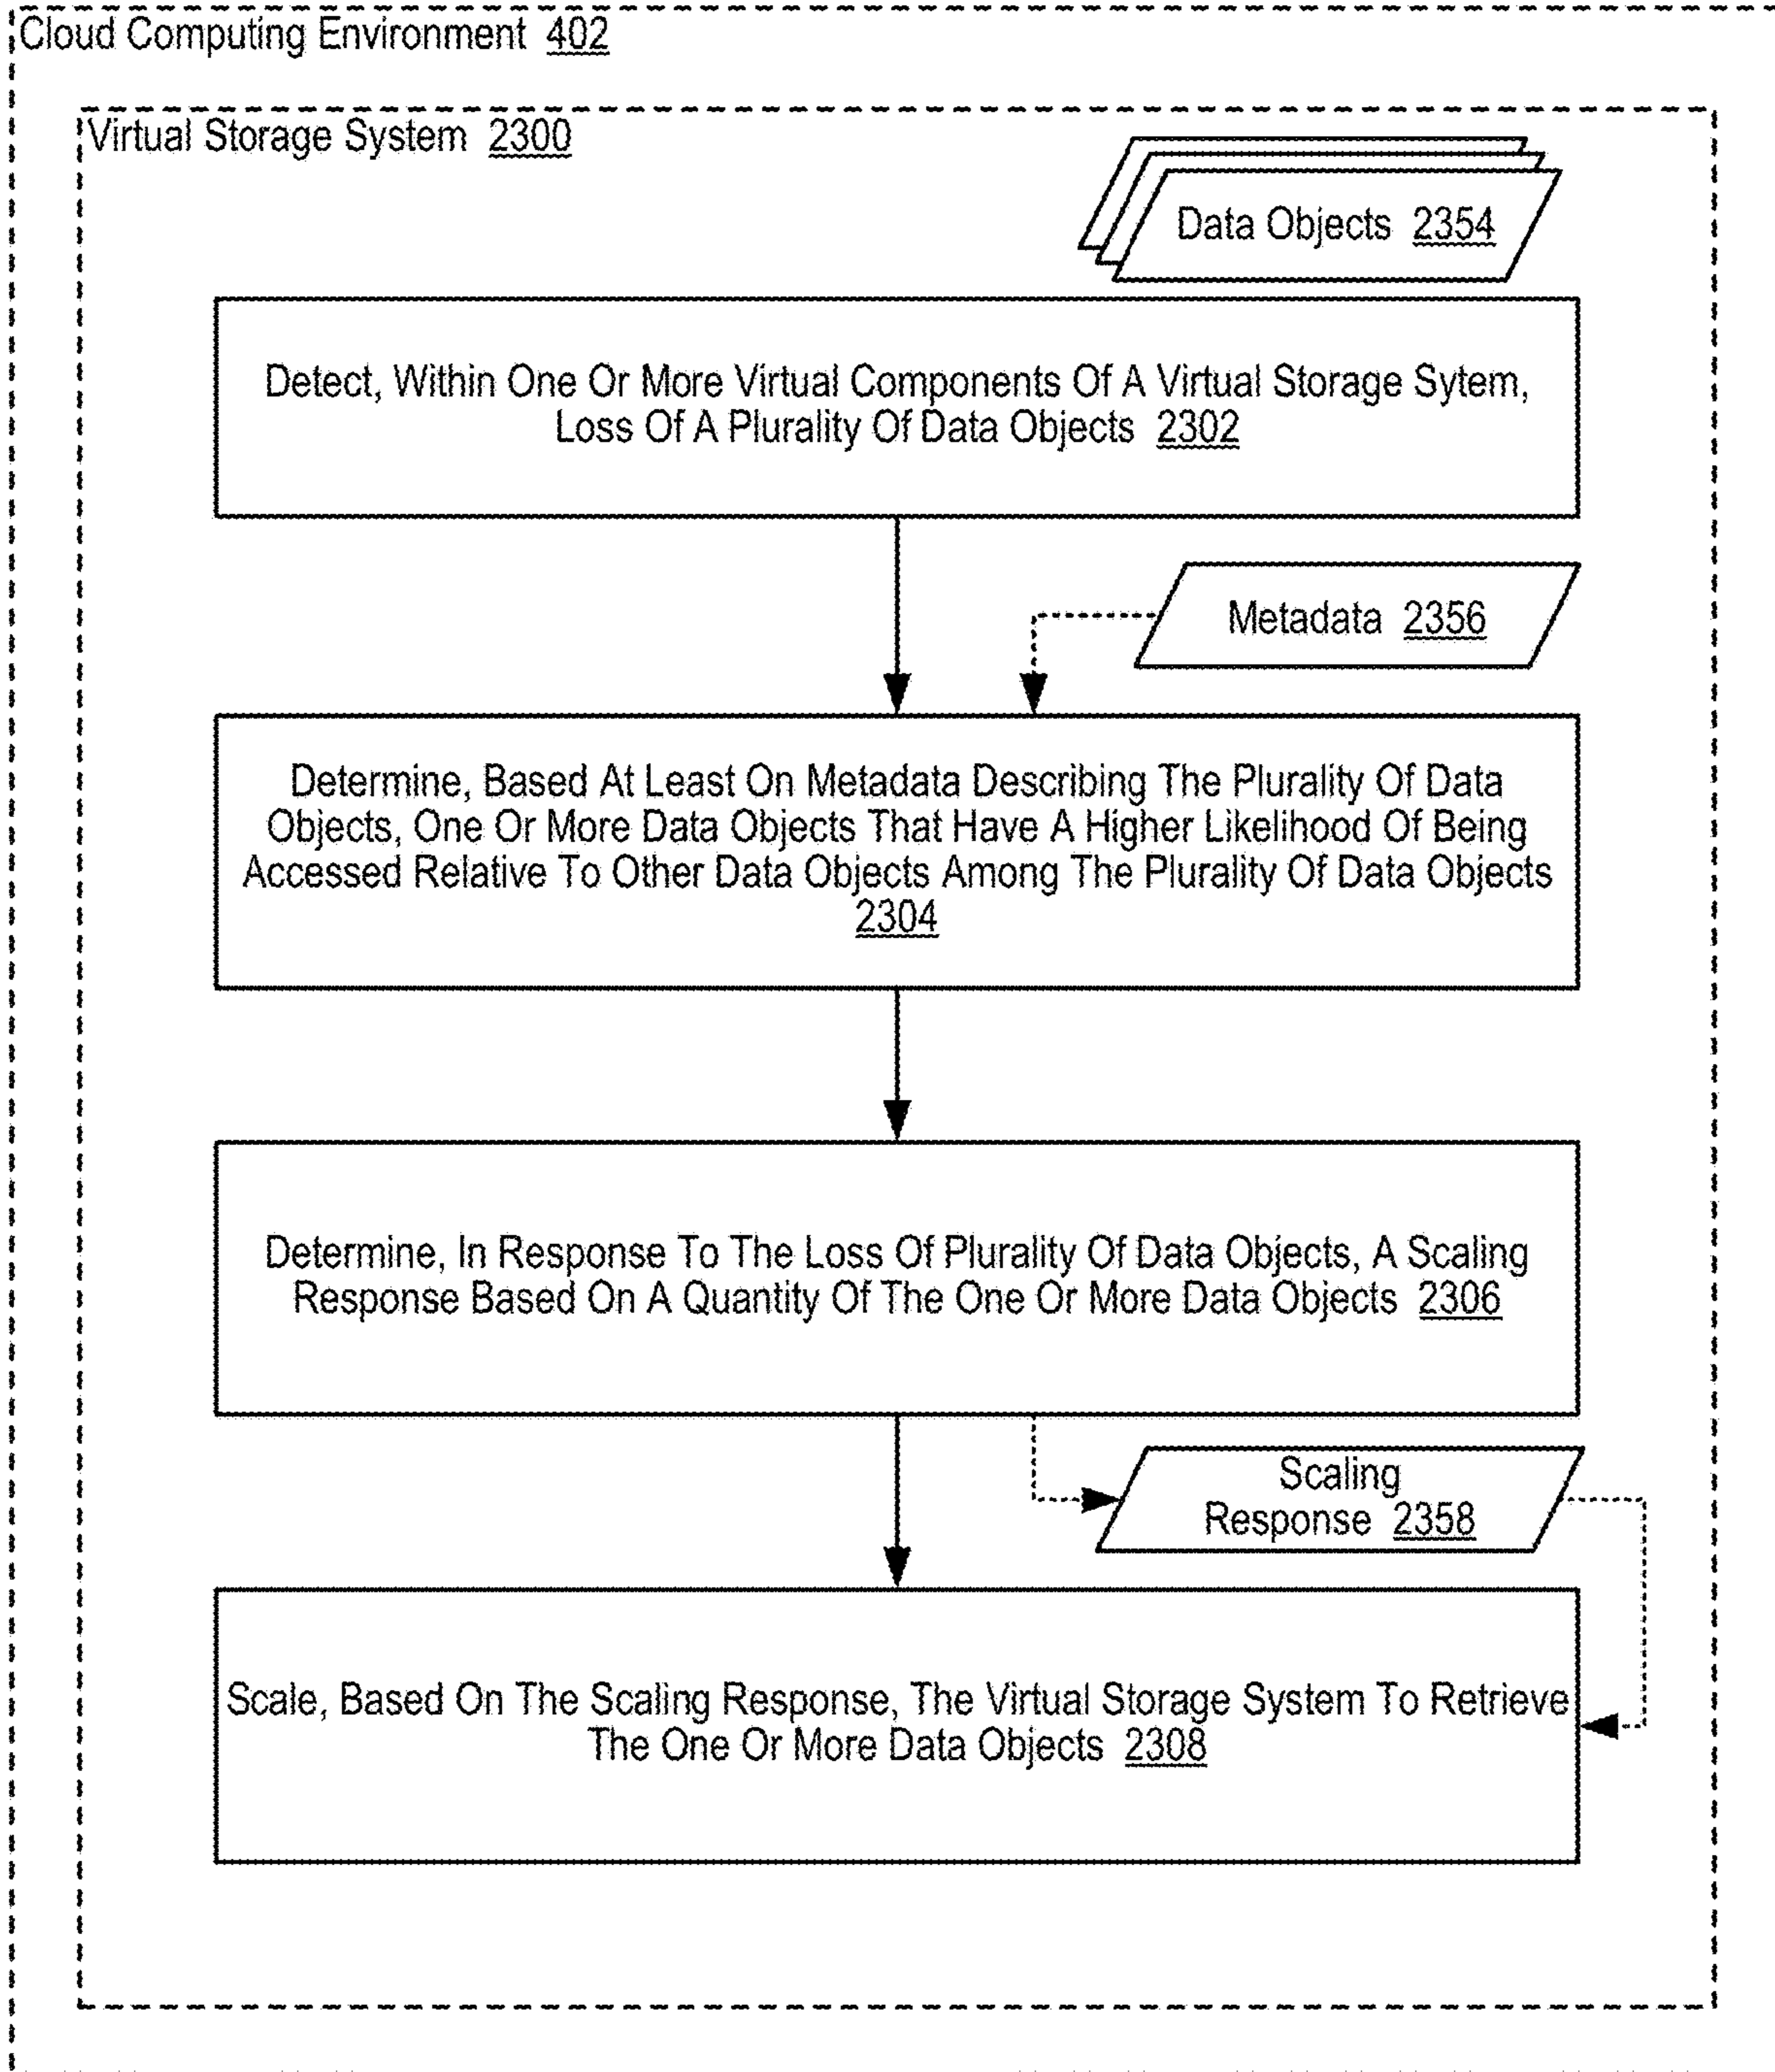 Cloud Computing Environment 402
Virtual Storage System 2300
Data Objects 2354
Detect, Within One Or More Virtual Components Of A Virtual Storage Sytem,
Loss Of A Plurality Of Data Objects 2302
Metadata 2356
Determine, Based At Least On Metadata Describing The Plurality Of Data
Objects, One Or More Data Objects That Have A Higher Likelihood Of Being
Accessed Relative To Other Data Objects Among The Plurality Of Data Objects
2304
Determine, In Response To The Loss Of Plurality Of Data Objects, A Scaling
Response Based On A Quantity Of The One Or More Data Objects 2306
Scaling
Response 2358
Scale, Based On The Scaling Response, The Virtual Storage System To Retrieve
The One Or More Data Objects 2308